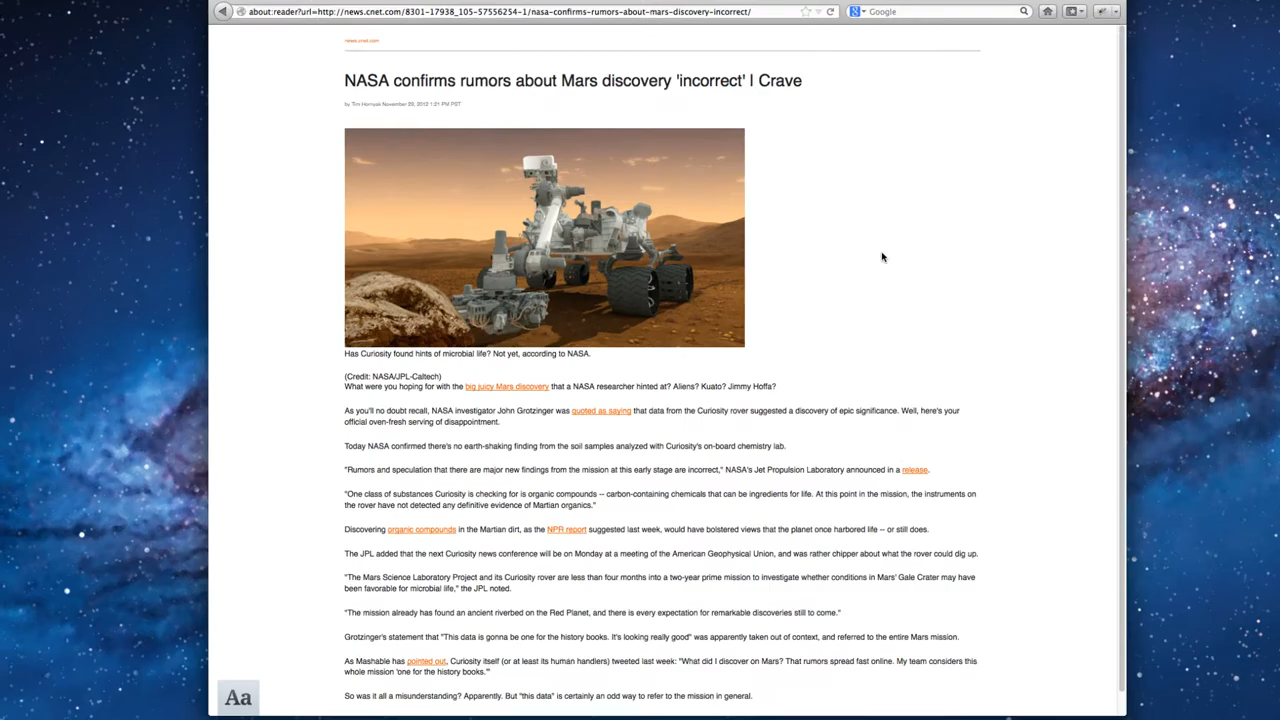 about:reader?url=http://news.cnet.com/8301-17938_105-57556254-1/nasa-confirms-rumors-about-mars-discovery-incorrect/
Google
news.cnet.com
NASA confirms rumors about Mars discovery 'incorrect' | Crave
by Tim Hornyak November 29, 2012 1:21 PM PST
Has Curiosity found hints of microbial life? Not yet, according to NASA.
(Credit: NASA/JPL-Caltech)
What were you hoping for with the big juicy Mars discovery that a NASA researcher hinted at? Aliens? Kuato? Jimmy Hoffa?
As you'll no doubt recall, NASA investigator John Grotzinger was quoted as saying that data from the Curiosity rover suggested a discovery of epic significance. Well, here's your
official oven-fresh serving of disappointment.
Today NASA confirmed there's no earth-shaking finding from the soil samples analyzed with Curiosity's on-board chemistry lab.
"Rumors and speculation that there are major new findings from the mission at this early stage are incorrect," NASA's Jet Propulsion Laboratory announced in a release.
"One class of substances Curiosity is checking for is organic compounds -- carbon-containing chemicals that can be ingredients for life. At this point in the mission, the instruments on
the rover have not detected any definitive evidence of Martian organics."
Discovering organic compounds in the Martian dirt, as the NPR report suggested last week, would have bolstered views that the planet once harbored life -- or still does.
The JPL added that the next Curiosity news conference will be on Monday at a meeting of the American Geophysical Union, and was rather chipper about what the rover could dig up.
"The Mars Science Laboratory Project and its Curiosity rover are less than four months into a two-year prime mission to investigate whether conditions in Mars' Gale Crater may have
been favorable for microbial life," the JPL noted.
"The mission already has found an ancient riverbed on the Red Planet, and there is every expectation for remarkable discoveries still to come."
Grotzinger's statement that "This data is gonna be one for the history books. It's looking really good" was apparently taken out of context, and referred to the entire Mars mission.
As Mashable has pointed out, Curiosity itself (or at least its human handlers) tweeted last week: "What did I discover on Mars? That rumors spread fast online. My team considers this
whole mission 'one for the history books.'"
So was it all a misunderstanding? Apparently. But "this data" is certainly an odd way to refer to the mission in general.
Aa